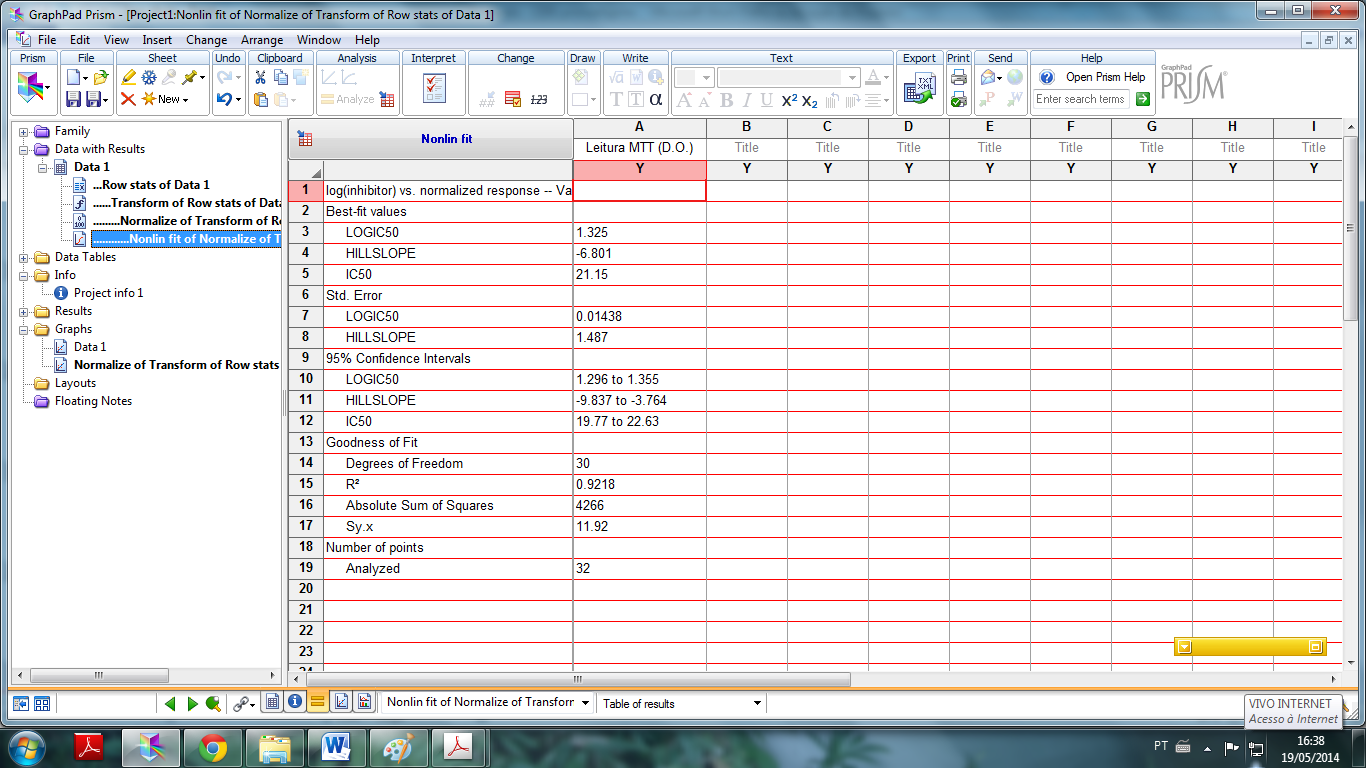 GraphPad Prism - [Project1:Nonlin fit of Normalize of Transform of Row stats of Data 1]
File Edit View Insert Change Arrange Window Help
Prism File Sheet Undo Clipboard Analysis Interpret Change Draw Write Text Export Print Send Help
New
Analyze
123
√α
T T α
A A B I U X² X₂ A
TXT
XML
P W
Open Prism Help
Enter search terms
GraphPad
PRISM
Family
Data with Results
Data 1
...Row stats of Data 1
......Transform of Row stats of Data
.........Normalize of Transform of R
............Nonlin fit of Normalize of T
Data Tables
Info
Project info 1
Results
Graphs
Data 1
Normalize of Transform of Row stats
Layouts
Floating Notes
Nonlin fit
A B C D E F G H I
Leitura MTT (D.O.) Title Title Title Title Title Title Title Title
Y Y Y Y Y Y Y Y Y
1 log(inhibitor) vs. normalized response -- Va
2 Best-fit values
3 LOGIC50 1.325
4 HILLSLOPE -6.801
5 IC50 21.15
6 Std. Error
7 LOGIC50 0.01438
8 HILLSLOPE 1.487
9 95% Confidence Intervals
10 LOGIC50 1.296 to 1.355
11 HILLSLOPE -9.837 to -3.764
12 IC50 19.77 to 22.63
13 Goodness of Fit
14 Degrees of Freedom 30
15 R² 0.9218
16 Absolute Sum of Squares 4266
17 Sy.x 11.92
18 Number of points
19 Analyzed 32
20
21
22
23
24
Nonlin fit of Normalize of Transforr Table of results
VIVO INTERNET
Acesso à Internet
PT
16:38
19/05/2014